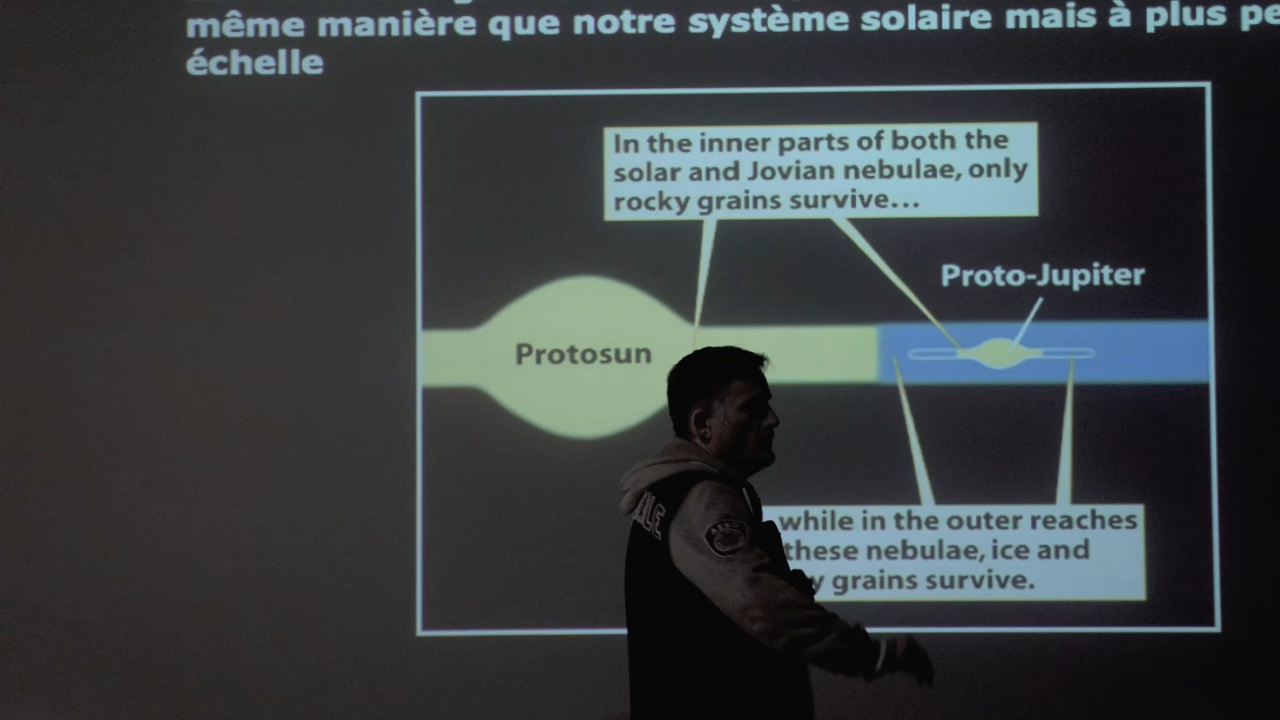 même manière que notre système solaire mais à plus
échelle
In the inner parts of both the
solar and Jovian nebulae, only
rocky grains survive…
Proto-Jupiter
Protosun
while in the outer reaches
these nebulae, ice and
grains survive.